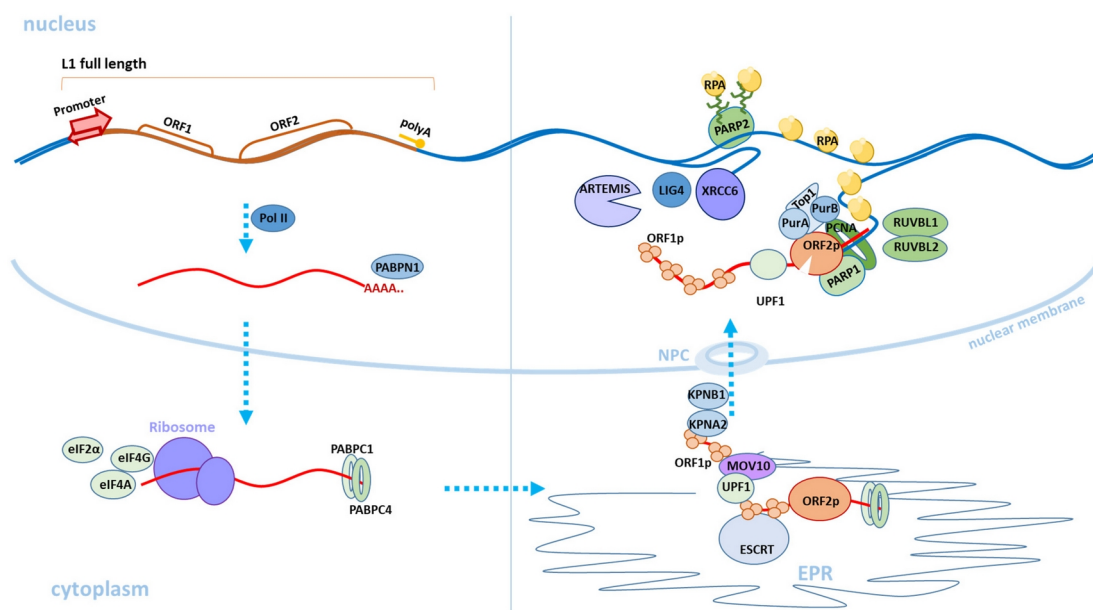 nucleus
L1 full length
Promoter
ORF1
ORF2
polyA
Pol II
PABPN1
AAAA..
RPA
PARP2
RPA
ARTEMIS
LIG4
XRCC6
Top1
PurB
PurA
PCNA
RUVBL1
ORF1p
ORF2p
RUVBL2
PARP1
UPF1
nuclear membrane
NPC
KPNB1
KPNA2
Ribosome
eIF2α
eIF4G
eIF4A
PABPC1
PABPC4
ORF1p
MOV10
UPF1
ORF2p
ESCRT
EPR
cytoplasm